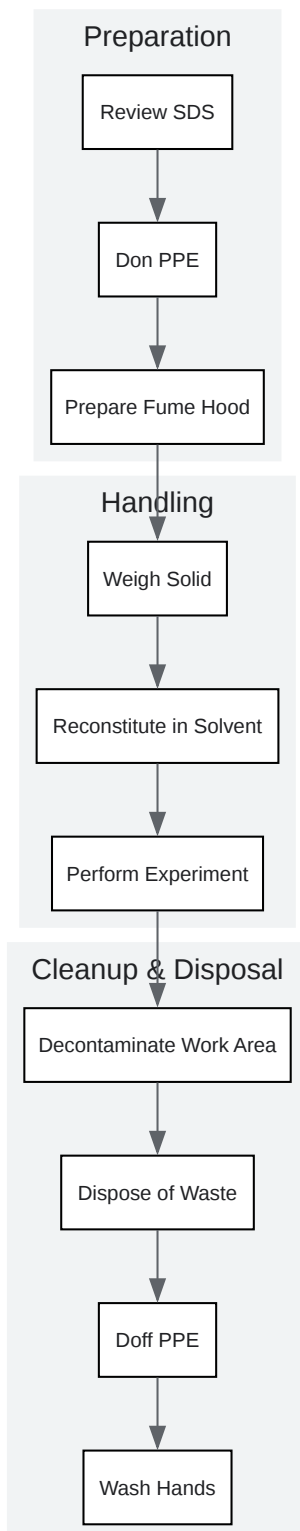 Preparation
Review SDS
Don PPE
Prepare Fume Hood
Handling
Weigh Solid
Reconstitute in Solvent
Perform Experiment
Cleanup & Disposal
Decontaminate Work Area
Dispose of Waste
Doff PPE
Wash Hands